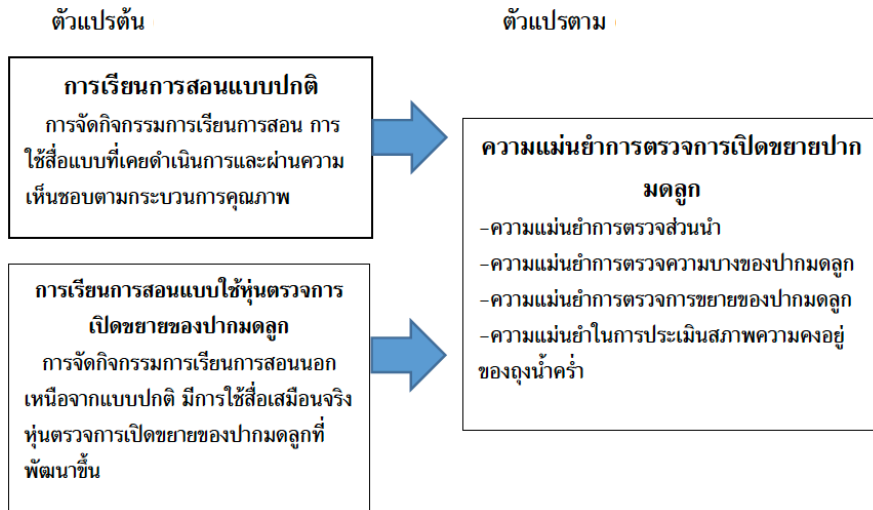 ตัวแปรต้น
ตัวแปรตาม
การเรียนการสอนแบบปกติ
การจัดกิจกรรมการเรียนการสอน การ
ใช้สื่อแบบที่เคยดำเนินการและผ่านความ
เห็นชอบตามกระบวนการคุณภาพ
การเรียนการสอนแบบใช้หุ่นตรวจการ
เปิดขยายของปากมดลูก
การจัดกิจกรรมการเรียนการสอนนอก
เหนือจากแบบปกติ มีการใช้สื่อเสมือนจริง
หุ่นตรวจการเปิดขยายของปากมดลูกที่
พัฒนาขึ้น
ความแม่นยำการตรวจการเปิดขยายปาก
มดลูก
-ความแม่นยำการตรวจส่วนนำ
-ความแม่นยำการตรวจความบางของปากมดลูก
-ความแม่นยำการตรวจการขยายของปากมดลูก
-ความแม่นยำในการประเมินสภาพความคงอยู่
ของถุงน้ำคร่ำ